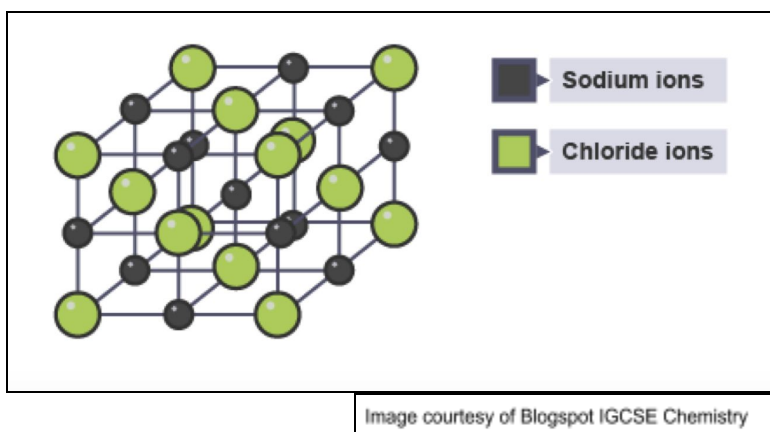 Sodium ions
Chloride ions
Image courtesy of Blogspot IGCSE Chemistry